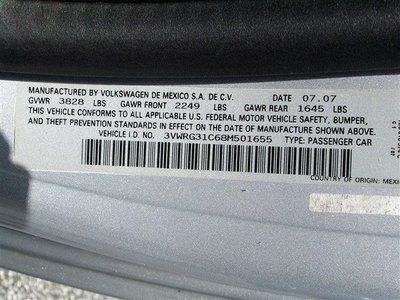 MANUFACTURED BY VOLKSWAGEN DE MEXICO S.A. DE C.V. DATE 07.07
GVWR 3828 LBS GAWR FRONT 2249 LBS GAWR REAR 1645 LBS
THIS VEHICLE CONFORMS TO ALL APPLICABLE U.S. FEDERAL MOTOR VEHICLE SAFETY, BUMPER,
AND THEFT PREVENTION STANDARDS IN EFFECT ON THE DATE OF MANUFACTURE SHOWN ABOVE.
VEHICLE I.D. NO. 3VWRG31C68M501655 TYPE: PASSENGER CAR
COUNTRY OF ORIGIN: MEXI